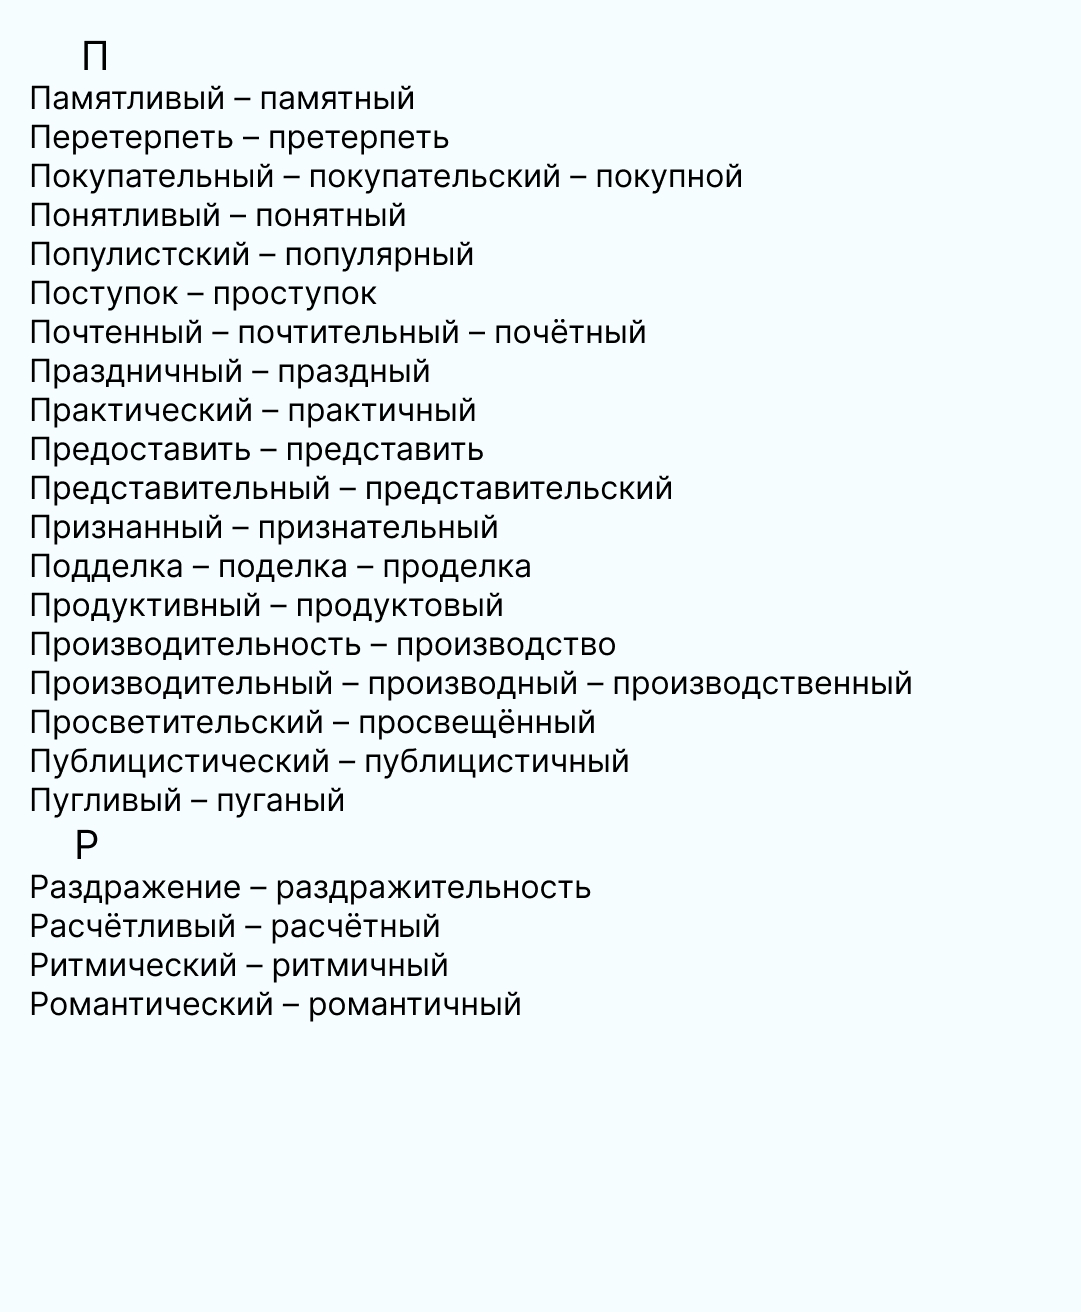 П
Памятливый – памятный
Перетерпеть – претерпеть
Покупательный – покупательский – покупной
Понятливый – понятный
Популистский – популярный
Поступок – проступок
Почтенный – почтительный – почётный
Праздничный – праздный
Практический – практичный
Предоставить – представить
Представительный – представительский
Признанный – признательный
Подделка – поделка – проделка
Продуктивный – продуктовый
Производительность – производство
Производительный – производный – производственный
Просветительский – просвещённый
Публицистический – публицистичный
Пугливый – пуганый
Р
Раздражение – раздражительность
Расчётливый – расчётный
Ритмический – ритмичный
Романтический – романтичный